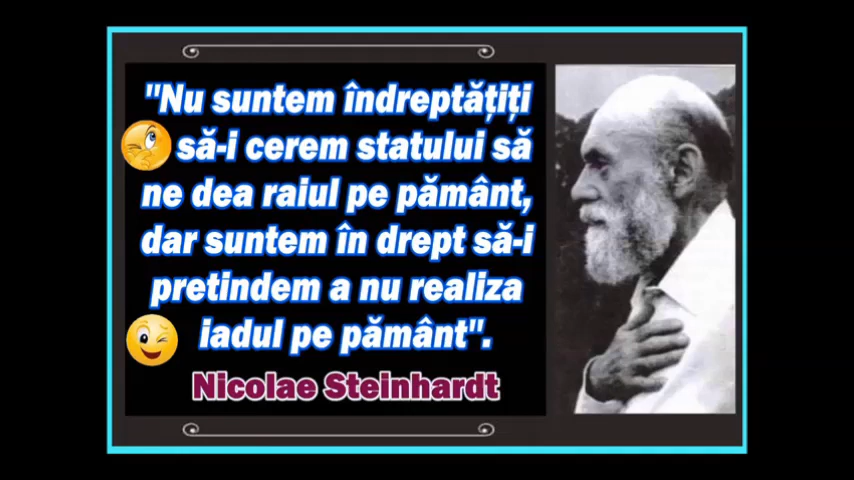 "Nu suntem îndreptățiți
să-i cerem statului să
ne dea raiul pe pământ,
dar suntem în drept să-i
pretindem a nu realiza
iadul pe pământ".
Nicolae Steinhardt